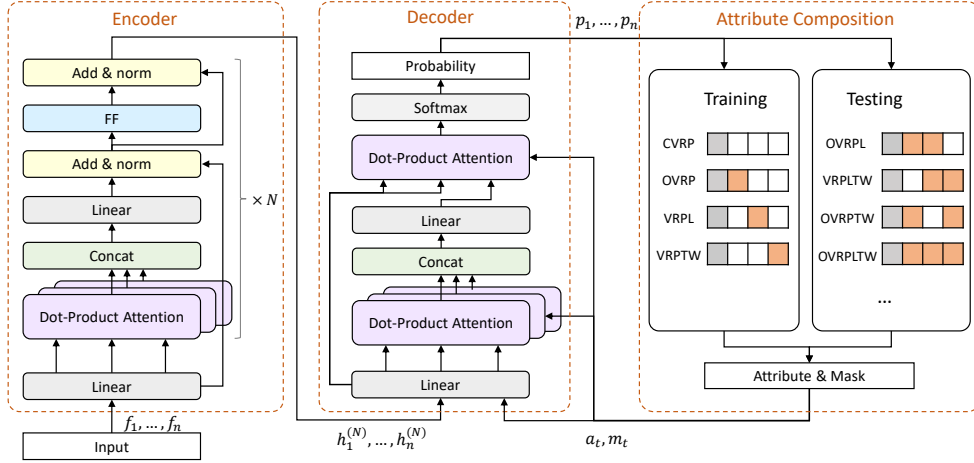 Encoder
Add & norm
FF
Add & norm
× N
Linear
Concat
Dot-Product Attention
Linear
f₁, ..., fₙ
Input
Decoder
Probability
Softmax
Dot-Product Attention
Linear
Concat
Dot-Product Attention
Linear
h₁⁽ᴺ⁾, ..., hₙ⁽ᴺ⁾
Attribute Composition
p₁, ..., pₙ
Training
CVRP
OVRP
VRPL
VRPTW
Testing
OVRPL
VRPLTW
OVRPTW
OVRPLTW
...
Attribute & Mask
aₜ, mₜ